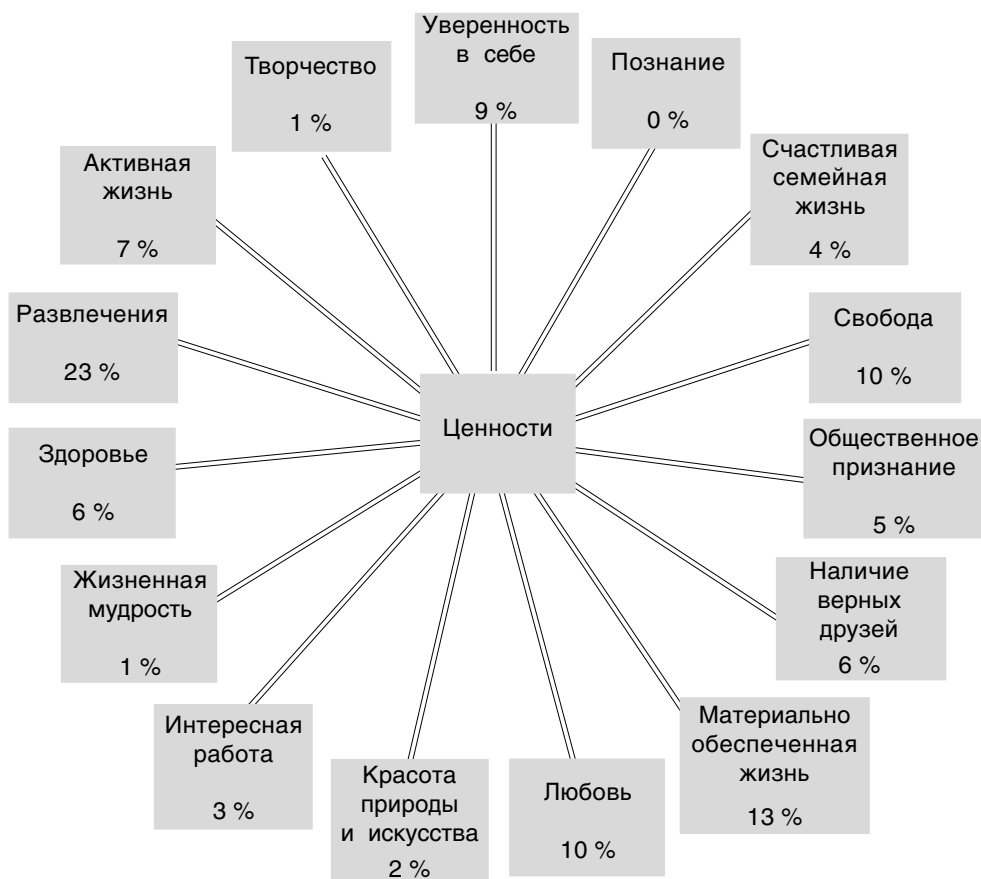 Уверенность
в себе
9 %
Творчество
1 %
Познание
0 %
Активная
жизнь
7 %
Счастливая
семейная
жизнь
4 %
Развлечения
23 %
Свобода
10 %
Ценности
Здоровье
6 %
Общественное
признание
5 %
Жизненная
мудрость
1 %
Наличие
верных
друзей
6 %
Интересная
работа
3 %
Красота
природы
и искусства
2 %
Любовь
10 %
Материально
обеспеченная
жизнь
13 %